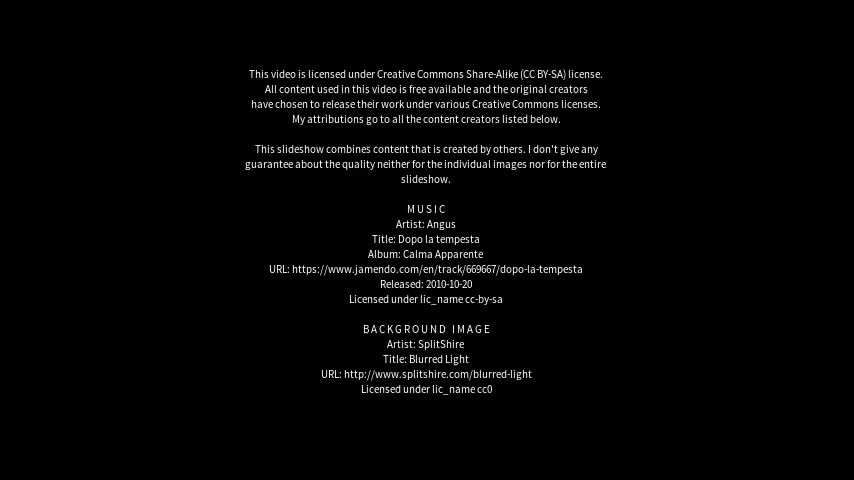 This video is licensed under Creative Commons Share-Alike (CC BY-SA) license.
All content used in this video is free available and the original creators
have chosen to release their work under various Creative Commons licenses.
My attributions go to all the content creators listed below.
This slideshow combines content that is created by others. I don't give any
guarantee about the quality neither for the individual images nor for the entire
slideshow.
MUSIC
Artist: Angus
Title: Dopo la tempesta
Album: Calma Apparente
URL: https://www.jamendo.com/en/track/669667/dopo-la-tempesta
Released: 2010-10-20
Licensed under lic_name cc-by-sa
BACKGROUND IMAGE
Artist: SplitShire
Title: Blurred Light
URL: http://www.splitshire.com/blurred-light
Licensed under lic_name cc0